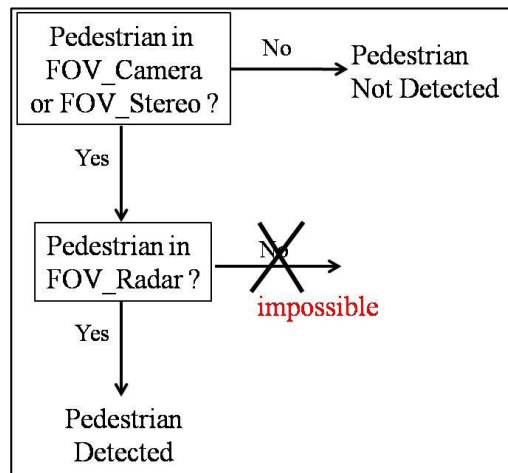 Pedestrian in
FOV_Camera
or FOV_Stereo ?
No
Pedestrian
Not Detected
Yes
Pedestrian in
FOV_Radar ?
No
impossible
Yes
Pedestrian
Detected